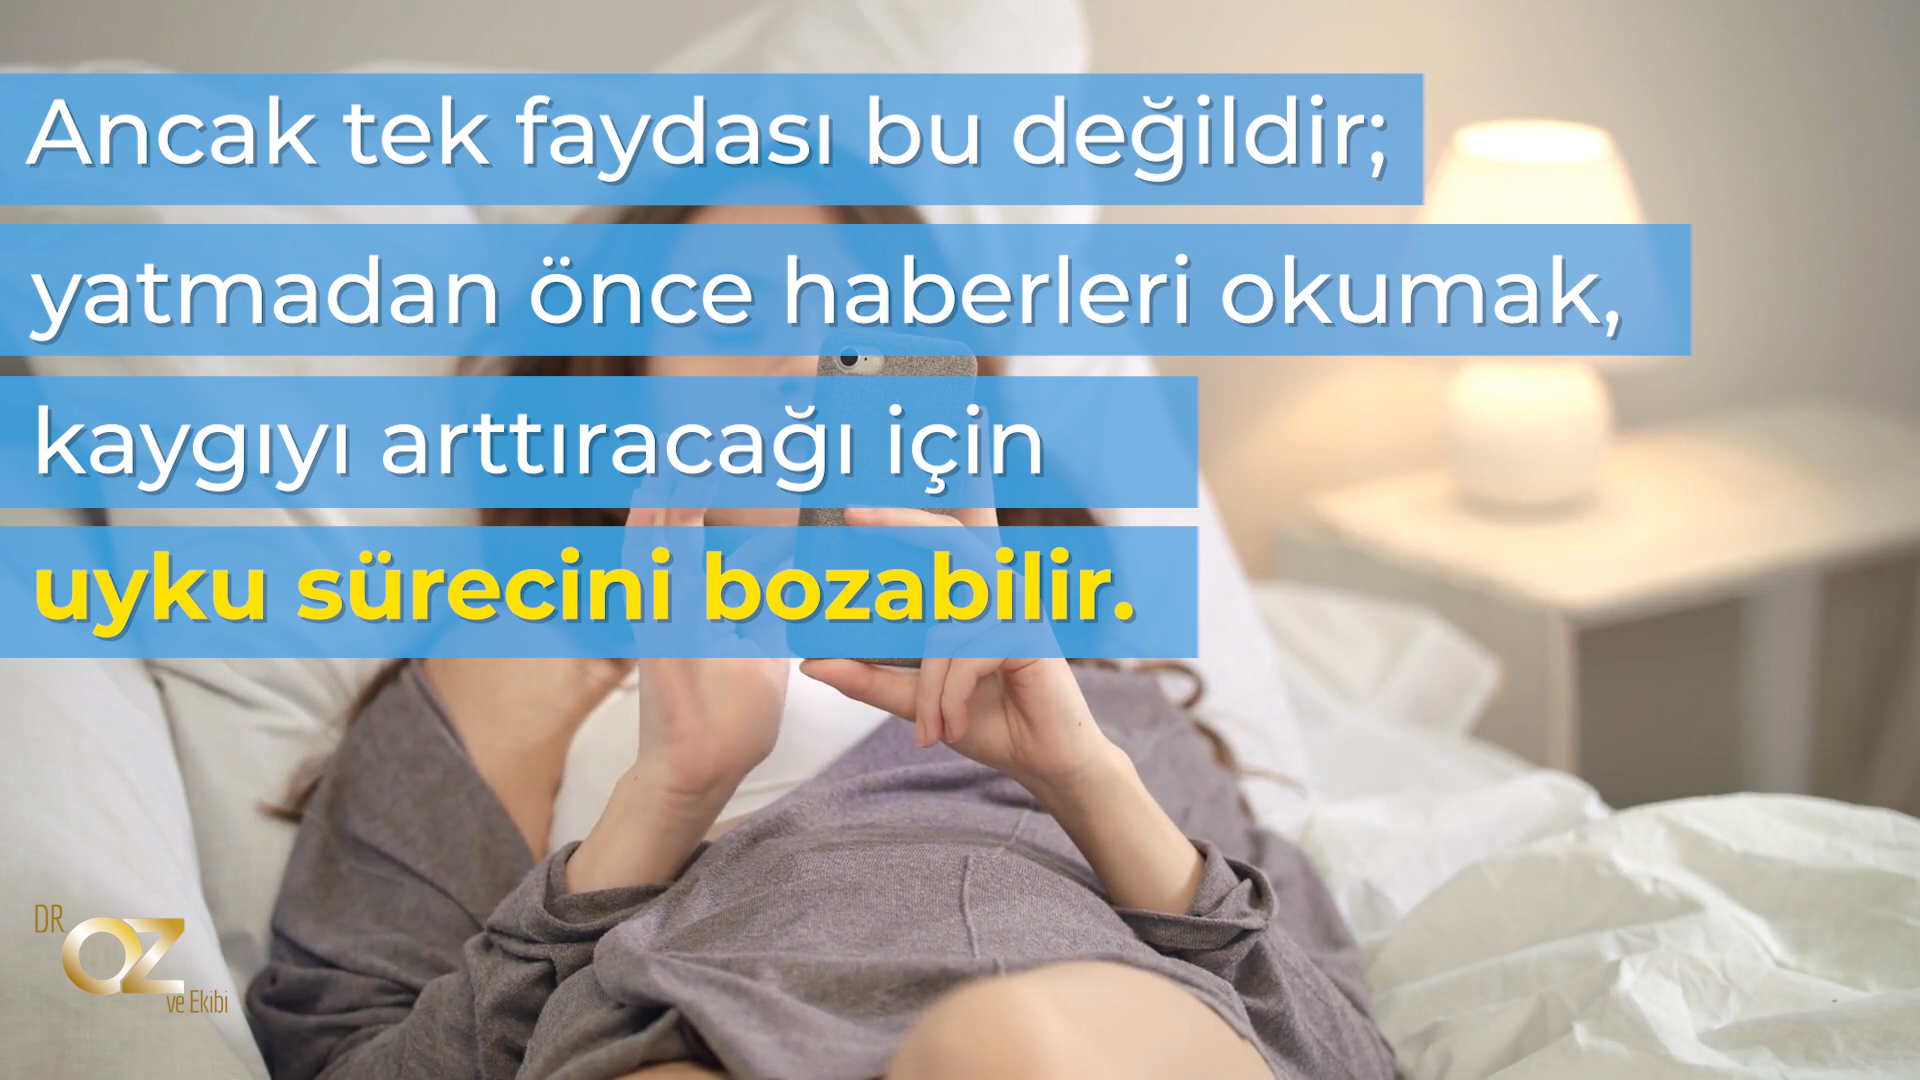 Ancak tek faydası bu değildir;
yatmadan önce haberleri okumak,
kaygıyı arttıracağı için
uyku sürecini bozabilir.
DR.
OZ
ve Ekibi